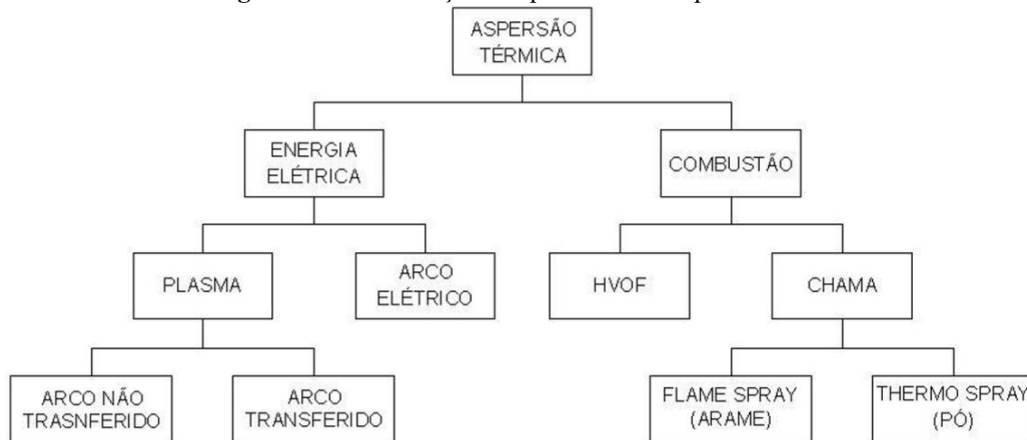 ASPERSÃO
TÉRMICA
ENERGIA
ELÉTRICA
COMBUSTÃO
PLASMA
ARCO
ELÉTRICO
HVOF
CHAMA
ARCO NÃO
TRASNFERIDO
ARCO
TRANSFERIDO
FLAME SPRAY
(ARAME)
THERMO SPRAY
(PÓ)